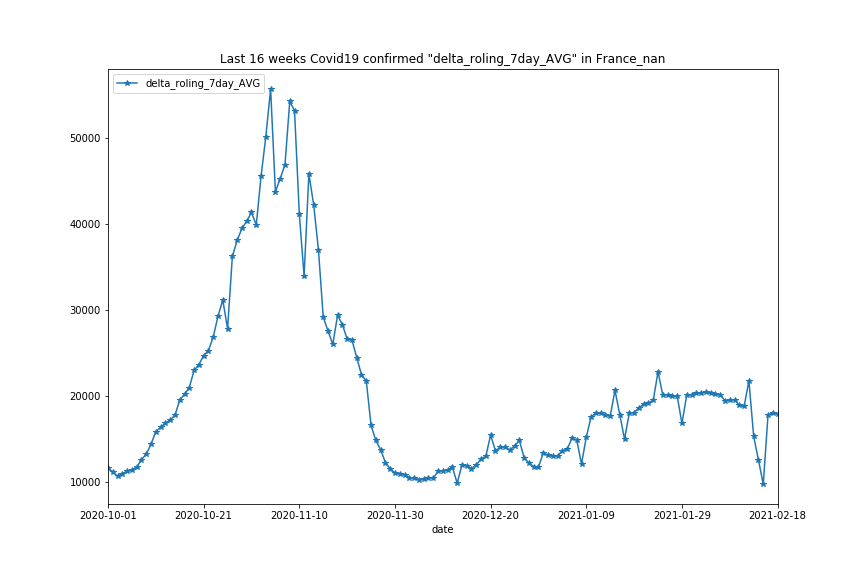 Last 16 weeks Covid19 confirmed "delta_roling_7day_AVG" in France_nan
delta_roling_7day_AVG
50000
40000
30000
20000
10000
2020-10-01 2020-10-21 2020-11-10 2020-11-30 2020-12-20 2021-01-09 2021-01-29 2021-02-18
date